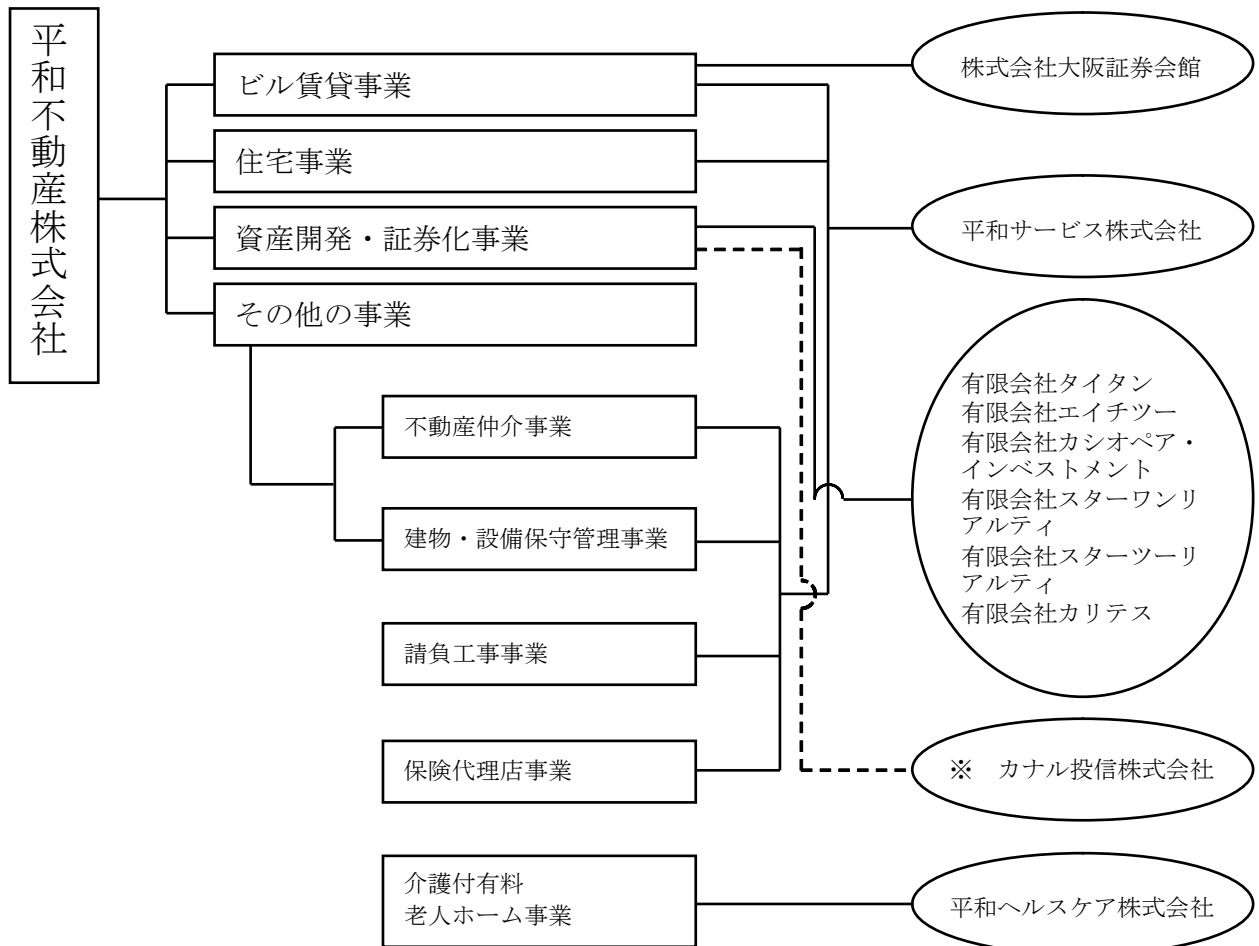 平和不動産株式会社
ビル賃貸事業
住宅事業
資産開発・証券化事業
その他の事業
不動産仲介事業
建物・設備保守管理事業
請負工事事業
保険代理店事業
介護付有料
老人ホーム事業
株式会社大阪証券会館
平和サービス株式会社
有限会社タイタン
有限会社エイチツー
有限会社カシオペア・
インベストメント
有限会社スターワンリ
アルティ
有限会社スターツーリ
アルティ
有限会社カリテス
※ カナル投信株式会社
平和ヘルスケア株式会社